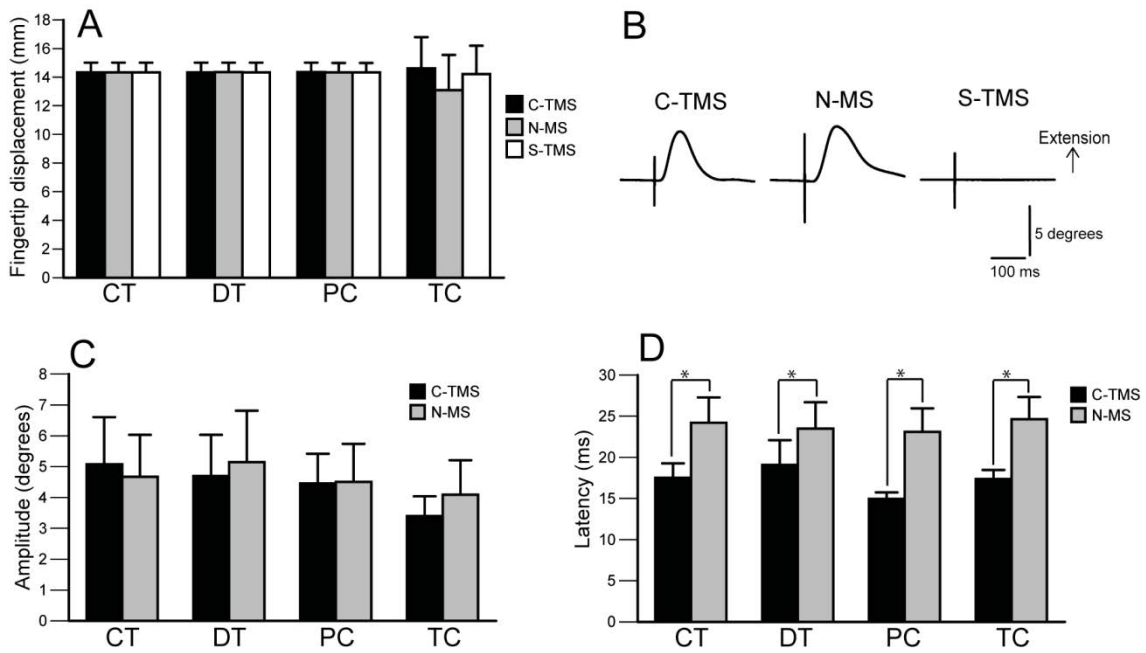 A
Fingertip displacement (mm)
18
16
14
12
10
8
6
4
2
0
CT DT PC TC
C-TMS
N-MS
S-TMS
B
C-TMS N-MS S-TMS
Extension
5 degrees
100 ms
C
Amplitude (degrees)
8
7
6
5
4
3
2
1
0
CT DT PC TC
C-TMS
N-MS
D
Latency (ms)
30
25
20
15
10
5
0
* * * *
CT DT PC TC
C-TMS
N-MS